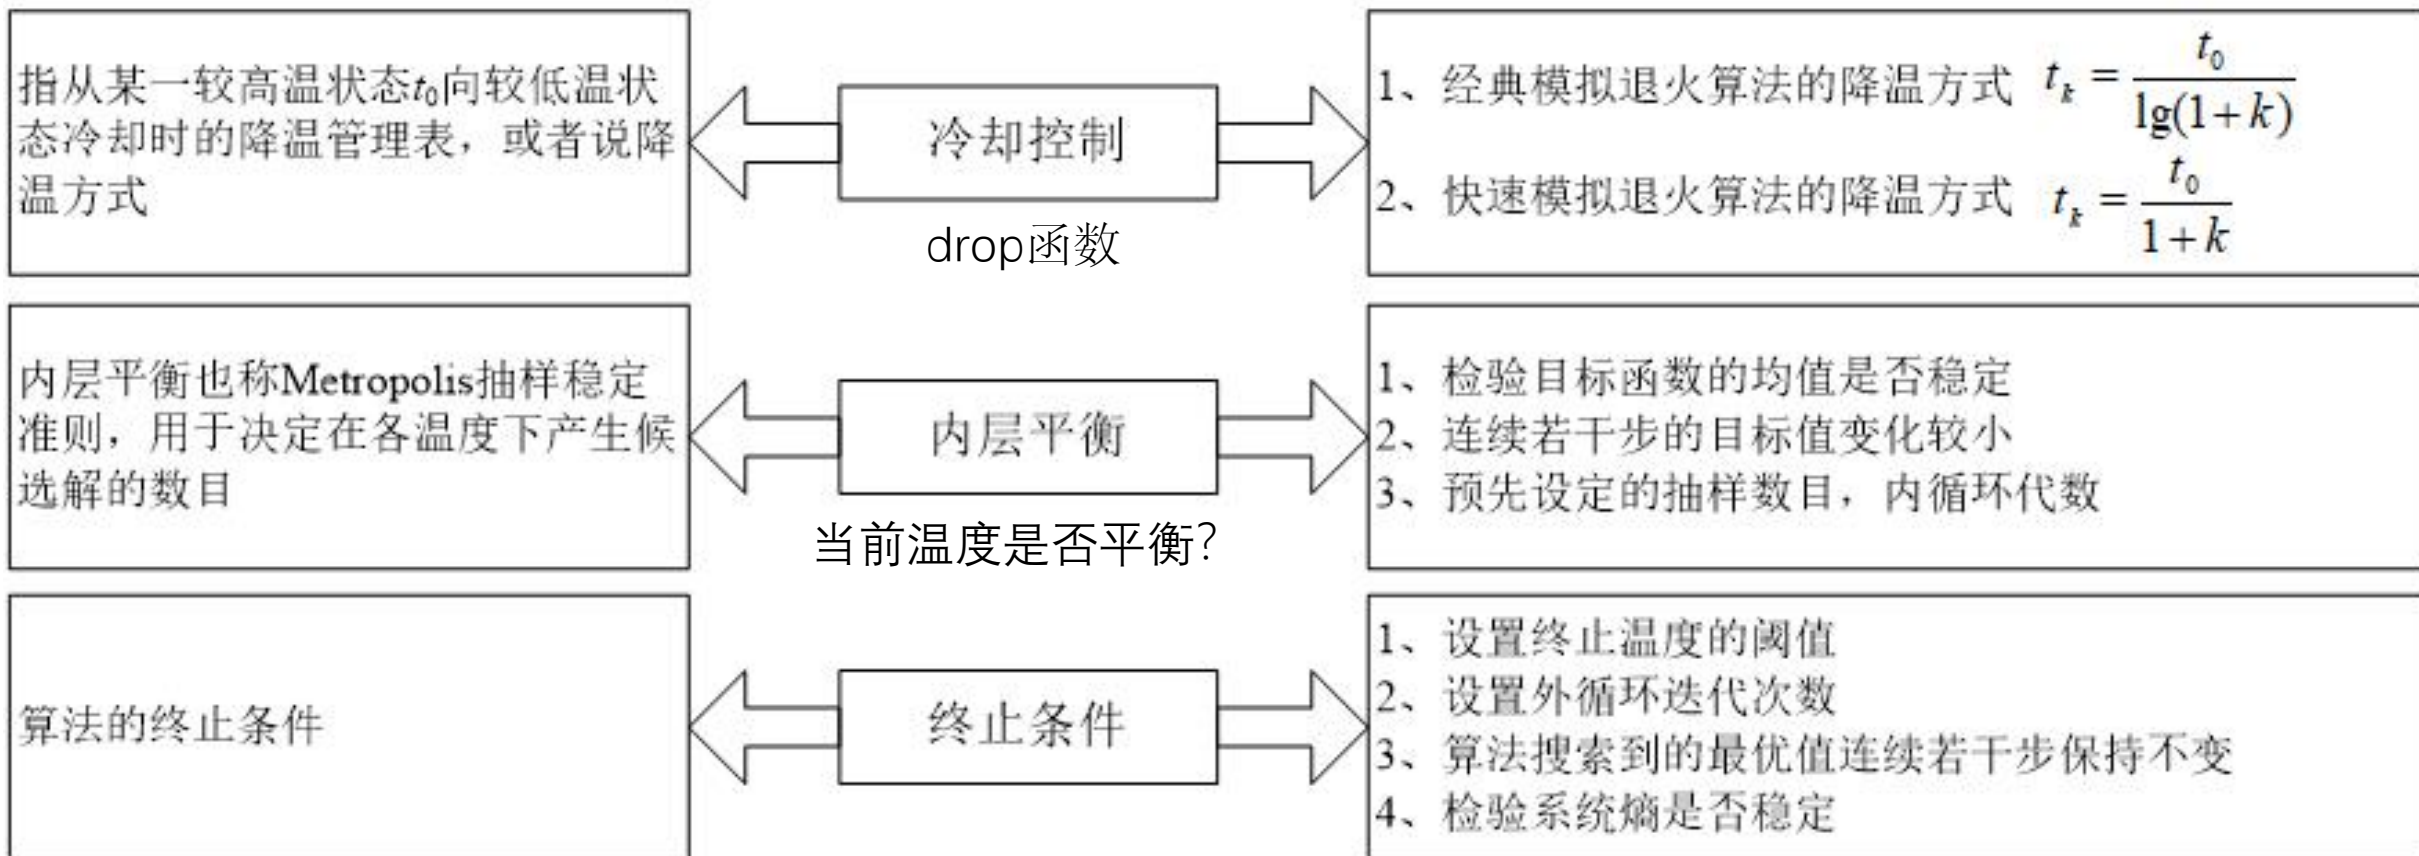 指从某一较高温状态t₀向较低温状
态冷却时的降温管理表，或者说降
温方式
冷却控制
drop函数
1、经典模拟退火算法的降温方式 t_k = t₀ / lg(1+k)
2、快速模拟退火算法的降温方式 t_k = t₀ / 1+k
内层平衡也称Metropolis抽样稳定
准则，用于决定在各温度下产生候
选解的数目
内层平衡
当前温度是否平衡？
1、检验目标函数的均值是否稳定
2、连续若干步的目标值变化较小
3、预先设定的抽样数目，内循环代数
算法的终止条件
终止条件
1、设置终止温度的阈值
2、设置外循环迭代次数
3、算法搜索到的最优值连续若干步保持不变
4、检验系统熵是否稳定